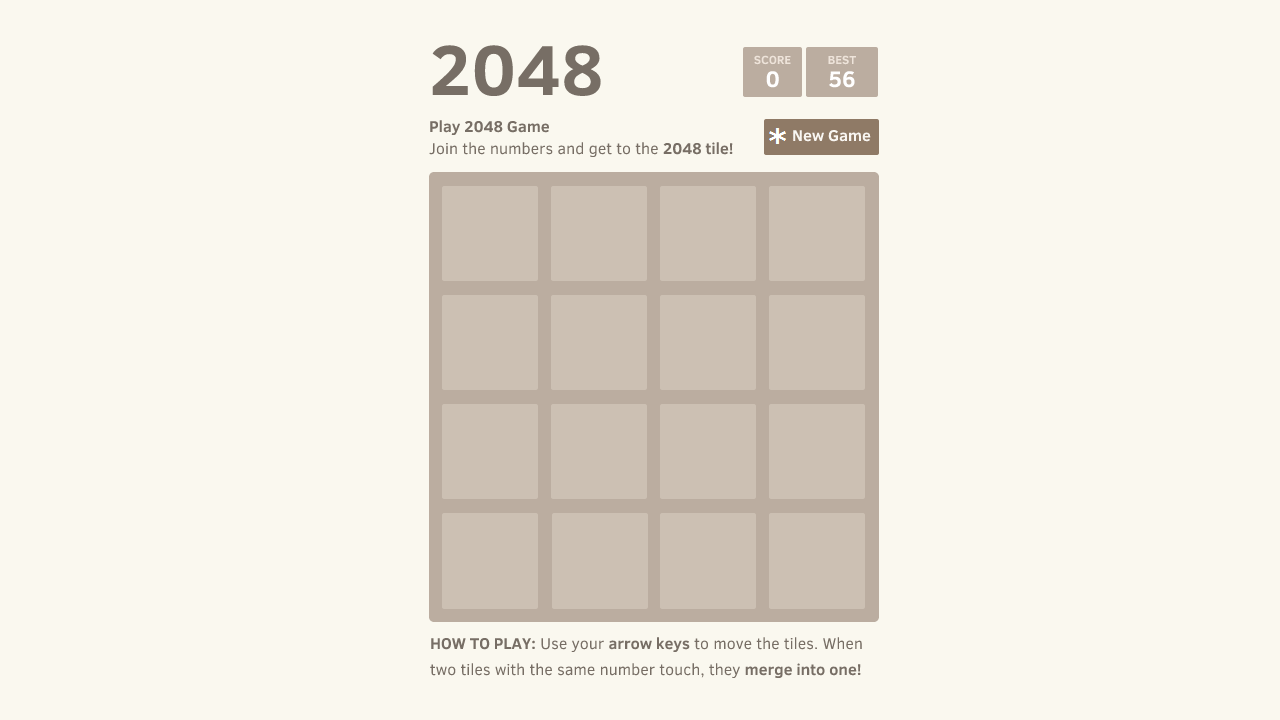 2048
SCORE
0
BEST
56
Play 2048 Game
Join the numbers and get to the 2048 tile!
New Game
HOW TO PLAY: Use your arrow keys to move the tiles. When
two tiles with the same number touch, they merge into one!